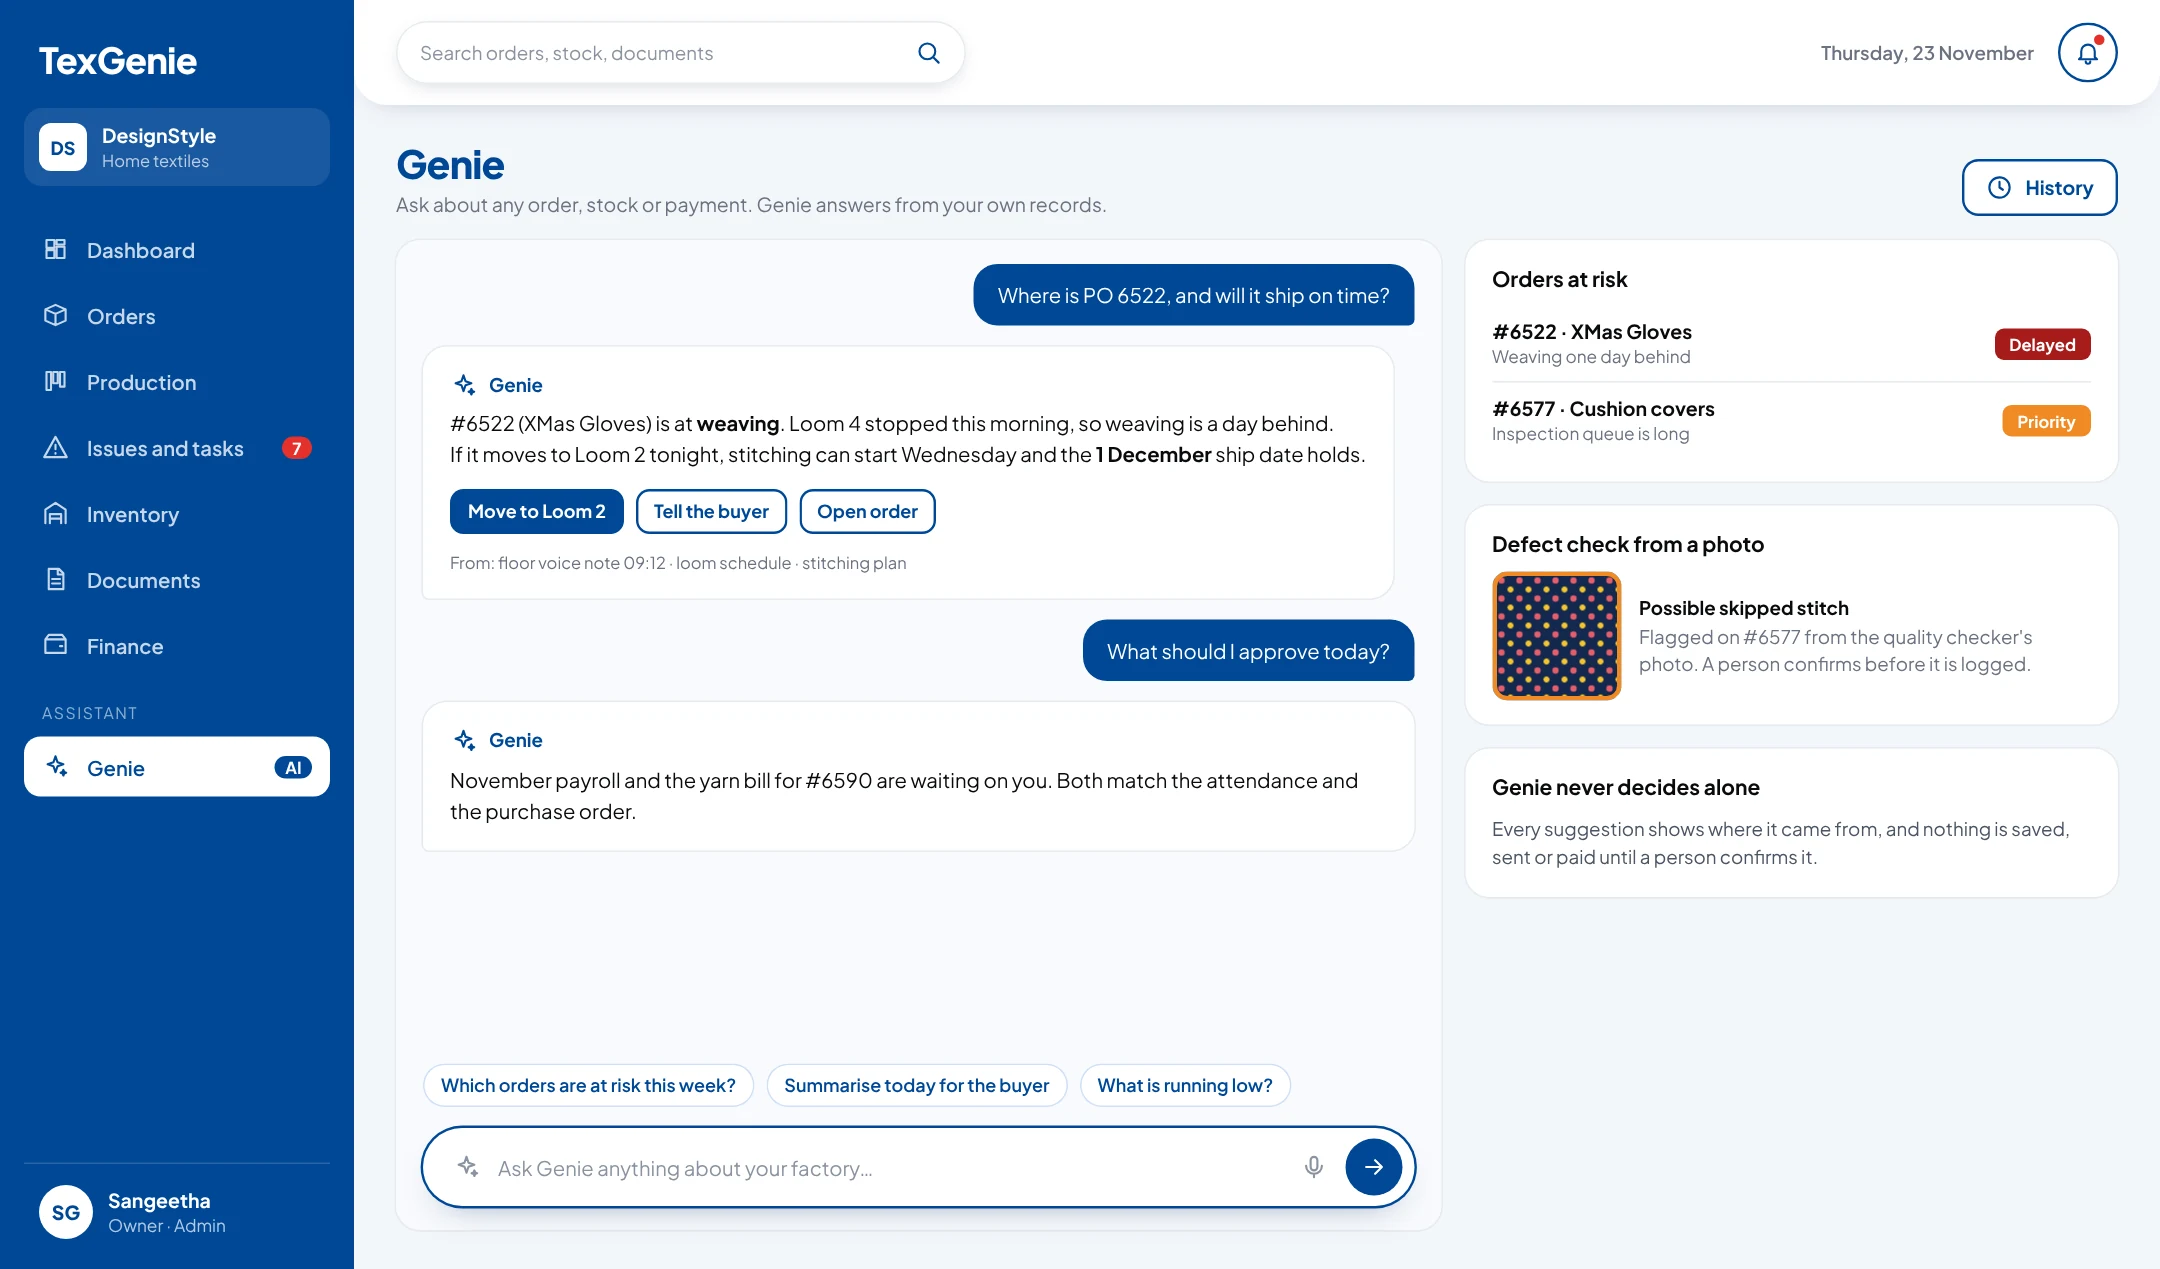 TexGenie
DS
DesignStyle
Home textiles
Dashboard
Orders
Production
Issues and tasks
7
Inventory
Documents
Finance
ASSISTANT
Genie
AI
SG
Sangeetha
Owner · Admin
Search orders, stock, documents
Thursday, 23 November
Genie
Ask about any order, stock or payment. Genie answers from your own records.
History
Where is PO 6522, and will it ship on time?
Genie
#6522 (XMas Gloves) is at weaving. Loom 4 stopped this morning, so weaving is a day behind.
If it moves to Loom 2 tonight, stitching can start Wednesday and the 1 December ship date holds.
Move to Loom 2
Tell the buyer
Open order
From: floor voice note 09:12 · loom schedule · stitching plan
What should I approve today?
Genie
November payroll and the yarn bill for #6590 are waiting on you. Both match the attendance and
the purchase order.
Which orders are at risk this week?
Summarise today for the buyer
What is running low?
Ask Genie anything about your factory...
Orders at risk
#6522 · XMas Gloves
Weaving one day behind
Delayed
#6577 · Cushion covers
Inspection queue is long
Priority
Defect check from a photo
Possible skipped stitch
Flagged on #6577 from the quality checker's
photo. A person confirms before it is logged.
Genie never decides alone
Every suggestion shows where it came from, and nothing is saved,
sent or paid until a person confirms it.